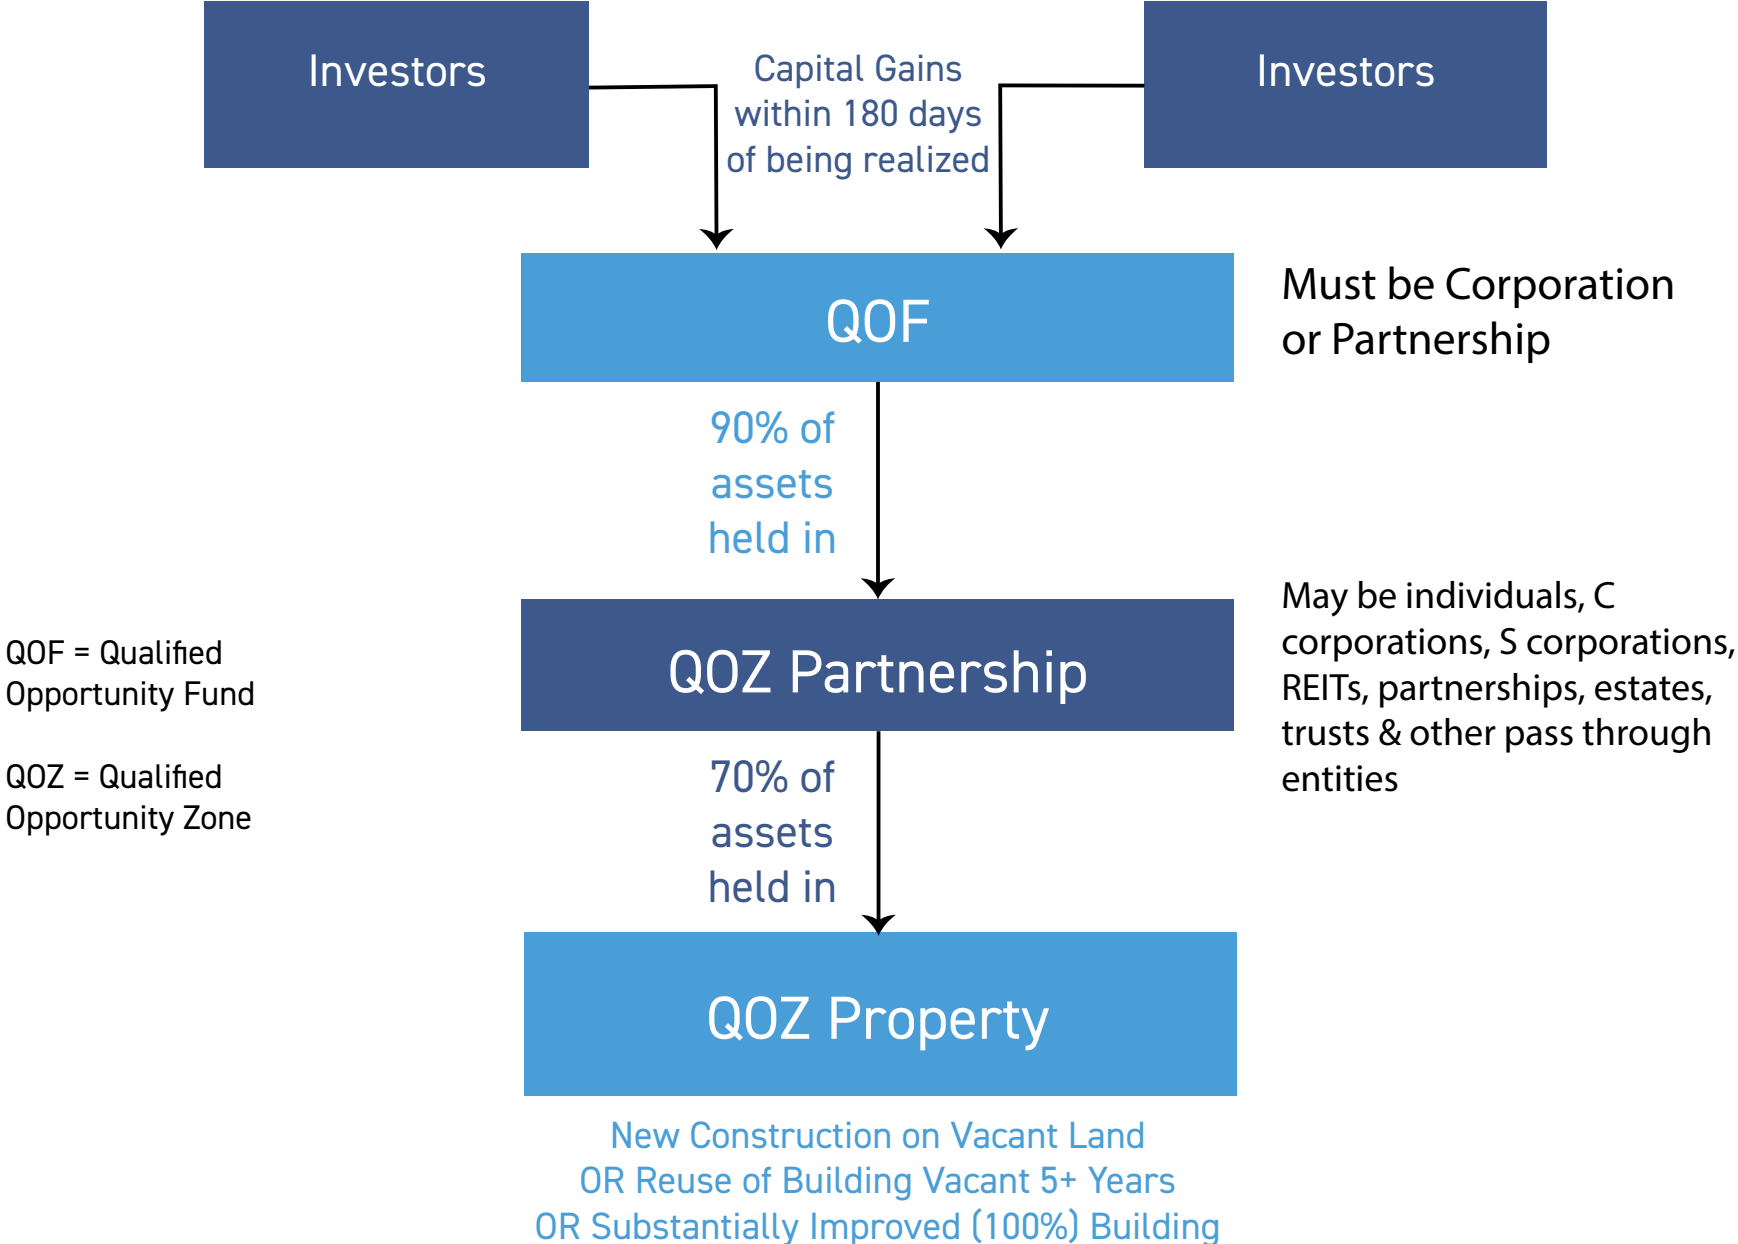 Investors
Capital Gains
within 180 days
of being realized
Investors
QOF
Must be Corporation
or Partnership
90% of
assets
held in
QOF = Qualified
Opportunity Fund
QOZ = Qualified
Opportunity Zone
QOZ Partnership
May be individuals, C
corporations, S corporations,
REITs, partnerships, estates,
trusts & other pass through
entities
70% of
assets
held in
QOZ Property
New Construction on Vacant Land
OR Reuse of Building Vacant 5+ Years
OR Substantially Improved (100%) Building